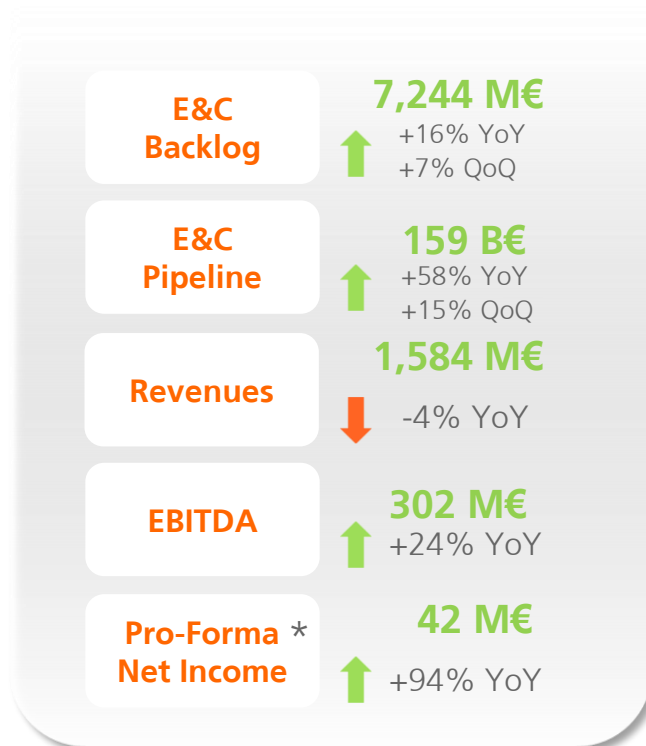 E&C
Backlog
7,244 M€
+16% YoY
+7% QoQ
E&C
Pipeline
159 B€
+58% YoY
+15% QoQ
Revenues
1,584 M€
-4% YoY
EBITDA
302 M€
+24% YoY
Pro-Forma *
Net Income
42 M€
+94% YoY